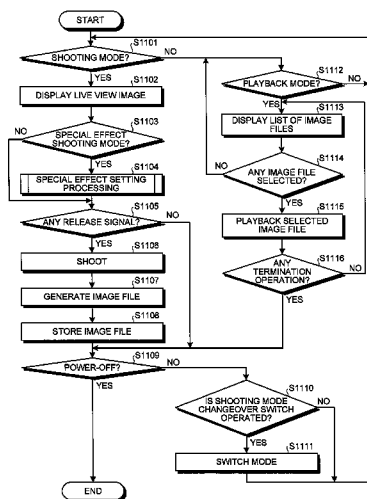 START
S1101
SHOOTING MODE?
NO
YES
S1102
DISPLAY LIVE VIEW IMAGE
S1103
NO
SPECIAL EFFECT
SHOOTING MODE?
YES
S1104
SPECIAL EFFECT SETTING
PROCESSING
S1105
ANY RELEASE SIGNAL?
NO
YES
S1106
SHOOT
S1107
GENERATE IMAGE FILE
S1108
STORE IMAGE FILE
S1109
POWER-OFF?
NO
YES
END
S1112
PLAYBACK MODE?
NO
YES
S1113
DISPLAY LIST OF IMAGE
FILES
S1114
NO
ANY IMAGE FILE
SELECTED?
YES
S1115
PLAYBACK SELECTED
IMAGE FILE
S1116
ANY
TERMINATION
OPERATION?
NO
YES
S1110
IS SHOOTING MODE
CHANGEOVER SWITCH
OPERATED?
NO
YES
S1111
SWITCH MODE